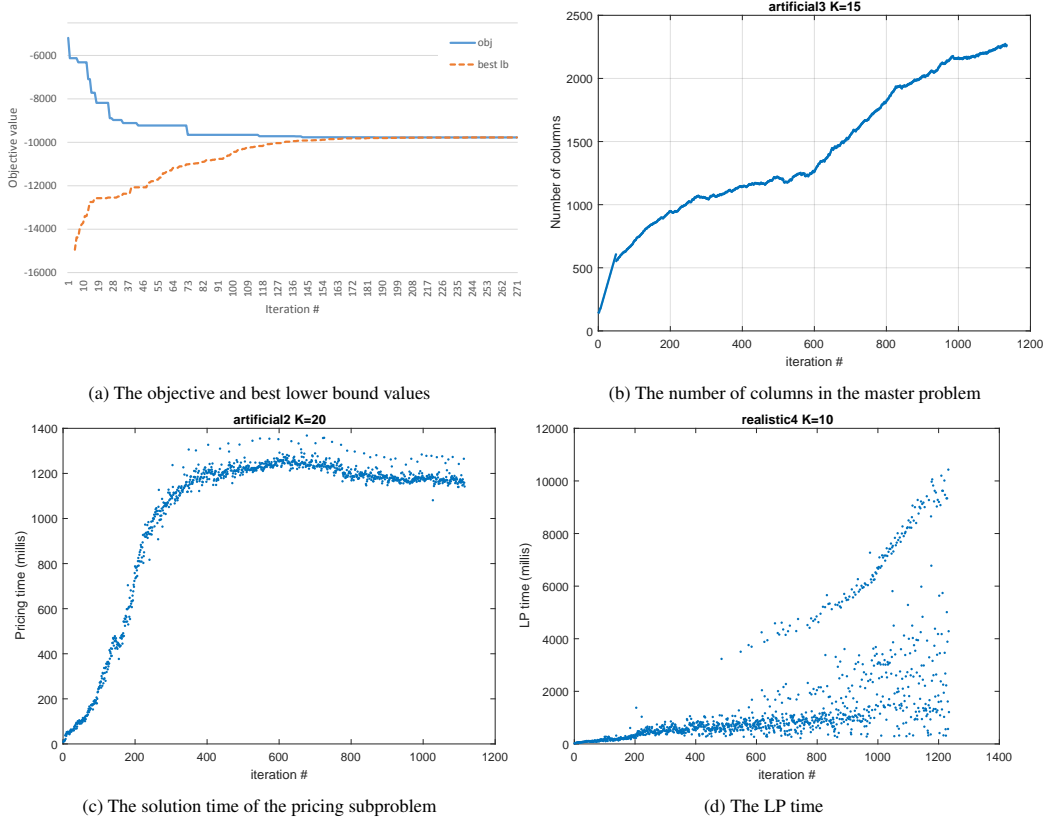 -6000
-8000
-10000
-12000
-14000
-16000
Objective value
obj
best lb
1 10 19 28 37 46 55 64 73 82 91 100 109 118 127 136 145 154 163 172 181 190 199 208 217 226 235 244 253 262 271
Iteration #
(a) The objective and best lower bound values
artificial3 K=15
2500
2000
1500
1000
500
0
Number of columns
0 200 400 600 800 1000 1200
iteration #
(b) The number of columns in the master problem
artificial2 K=20
1400
1200
1000
800
600
400
200
0
Pricing time (millis)
0 200 400 600 800 1000 1200
iteration #
(c) The solution time of the pricing subproblem
realistic4 K=10
12000
10000
8000
6000
4000
2000
0
LP time (millis)
0 200 400 600 800 1000 1200 1400
iteration #
(d) The LP time